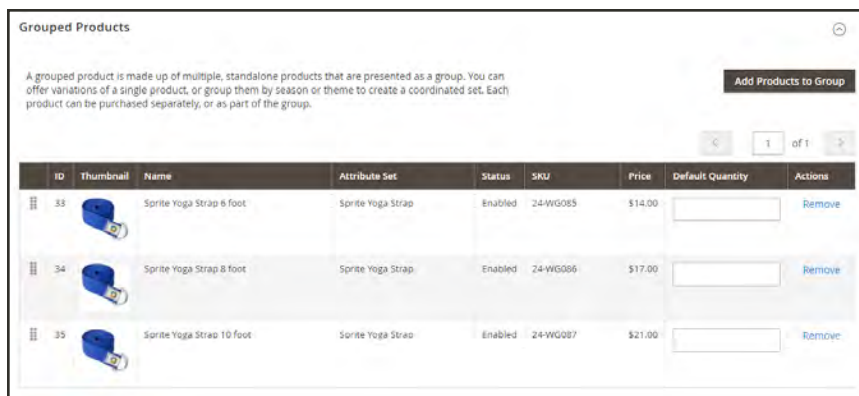 Grouped Products
A grouped product is made up of multiple, standalone products that are presented as a group. You can
offer variations of a single product, or group them by season or theme to create a coordinated set. Each
product can be purchased separately, or as part of the group.
Add Products to Group
1 of 1
ID Thumbnail Name Attribute Set Status SKU Price Default Quantity Actions
33 Sprite Yoga Strap 6 foot Sprite Yoga Strap Enabled 24-WG085 $14.00 Remove
34 Sprite Yoga Strap 8 foot Sprite Yoga Strap Enabled 24-WG086 $17.00 Remove
35 Sprite Yoga Strap 10 foot Sprite Yoga Strap Enabled 24-WG087 $21.00 Remove